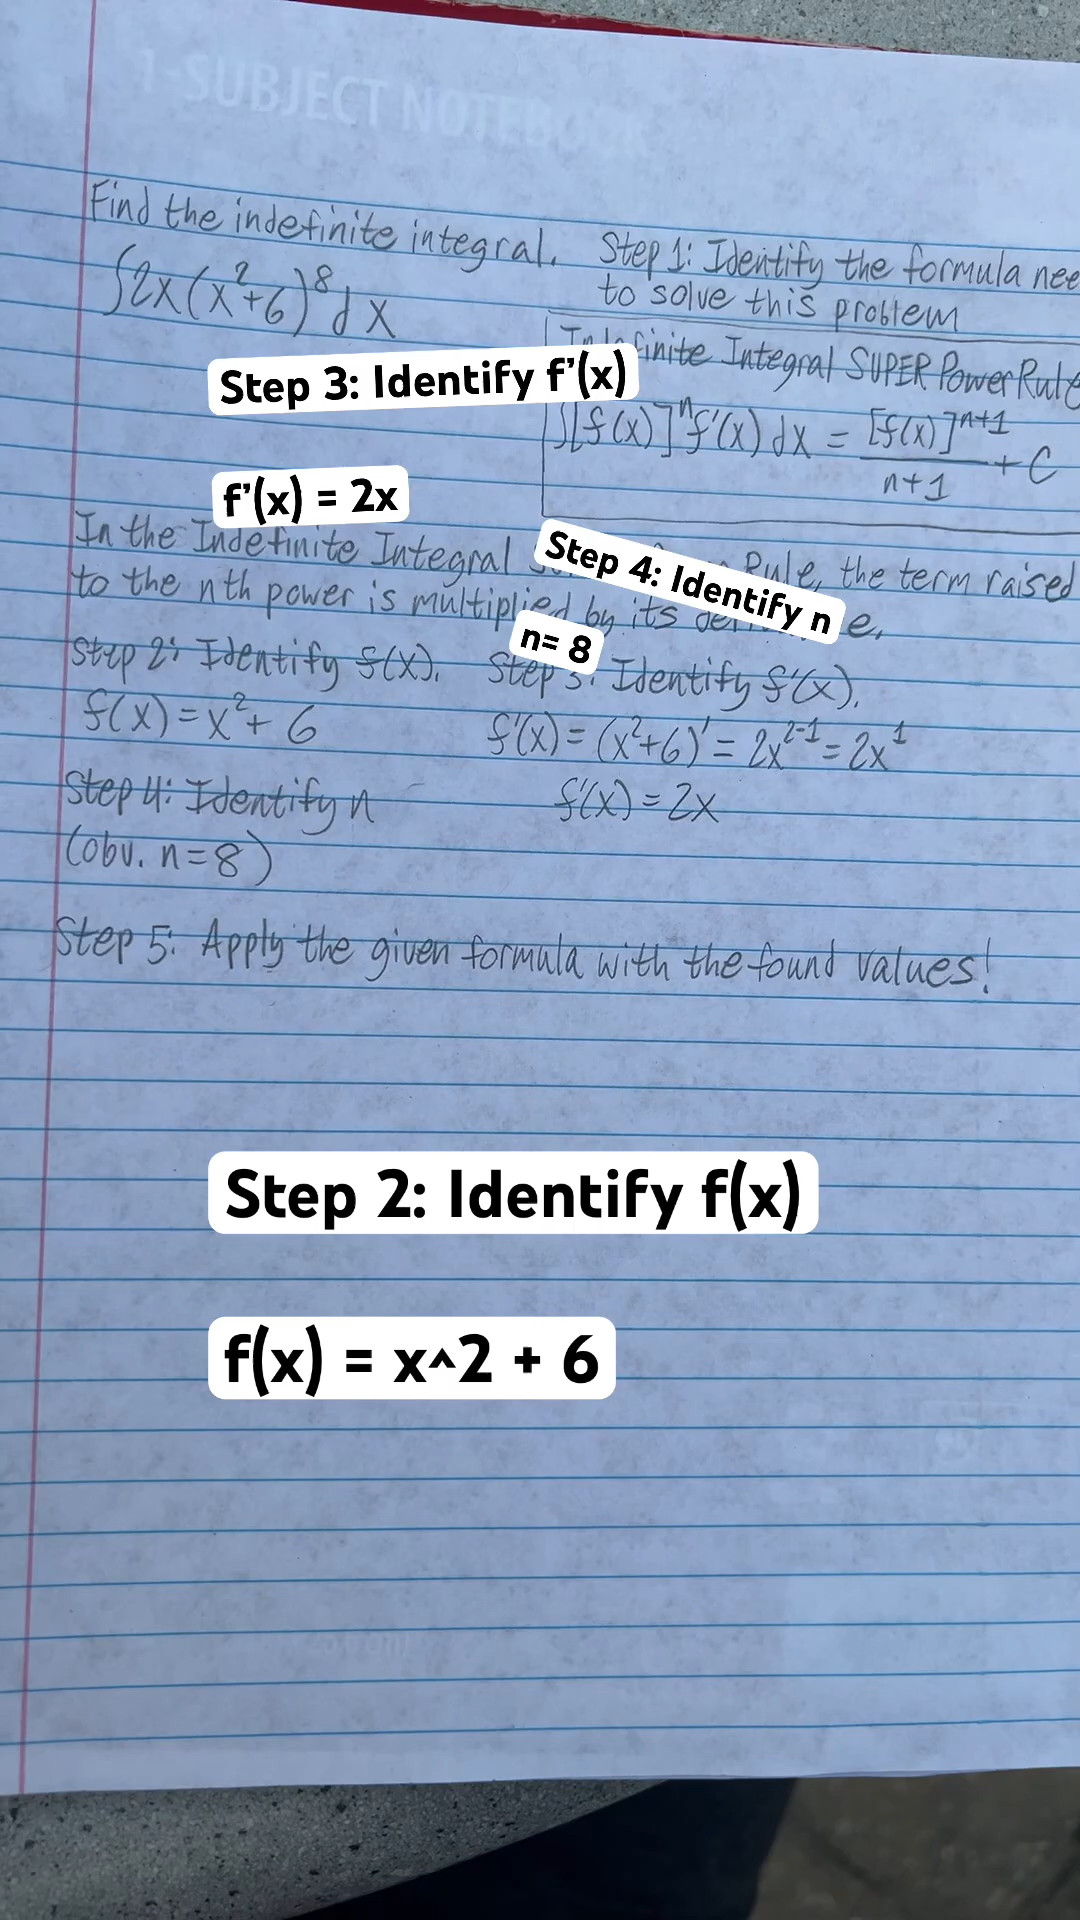 1-SUBJECT NOTEBOOK
Find the indefinite integral.
∫2x(x²+6)⁸dx
Step 1: Identify the formula nee
to solve this problem
Indefinite Integral SUPER Power Rule
∫[f(x)]ⁿf'(x)dx = [f(x)]ⁿ⁺¹/n+1 + C
Step 3: Identify f'(x)
f'(x) = 2x
In the Indefinite Integral Rule, the term raised
to the nth power is multiplied by its
Step 4: Identify n
n= 8
Step 2: Identify f(x).
f(x)=x²+6
Step 3: Identify f'(x).
f'(x)=(x²+6)'=2x²⁻¹=2x¹
f'(x)=2x
Step 4: Identify n
(obv. n=8)
Step 5: Apply the given formula with the found values!
Step 2: Identify f(x)
f(x) = x^2 + 6